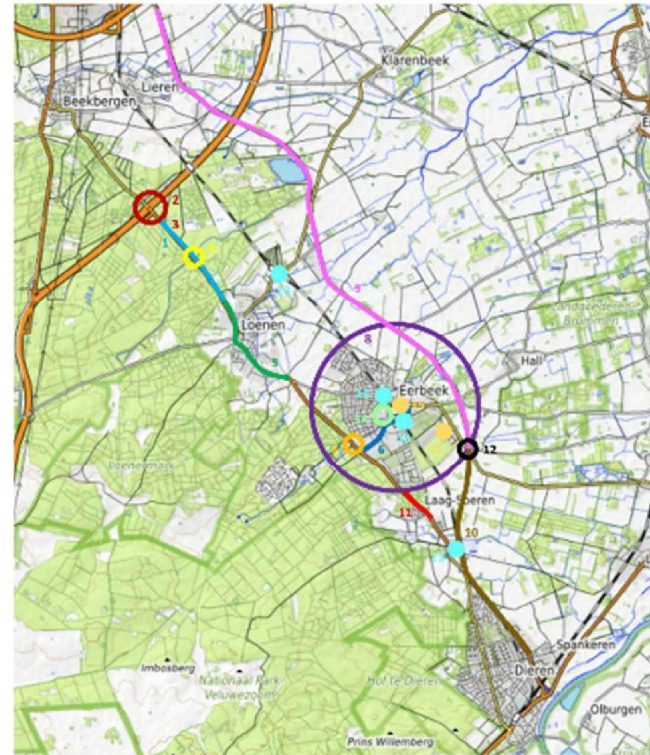 Klarenbeek
Lieren
Beekbergen
2
3
1
9
Loenen
8
Hall
5
Eerbeek
6
12
Laag-Soeren
11
10
Spankeren
Imbosberg
Dieren
Nationaal Park
Veluwezoom
Hof te Dieren
Olburgen
Prins Willemberg